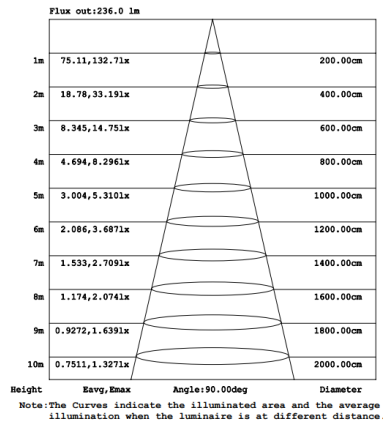 Flux out:236.0 lm
1m 75.11,132.7lx 200.00cm
2m 18.78,33.19lx 400.00cm
3m 8.345,14.75lx 600.00cm
4m 4.694,8.296lx 800.00cm
5m 3.004,5.310lx 1000.00cm
6m 2.086,3.687lx 1200.00cm
7m 1.533,2.709lx 1400.00cm
8m 1.174,2.074lx 1600.00cm
9m 0.9272,1.639lx 1800.00cm
10m 0.7511,1.327lx 2000.00cm
Height Eavg,Emax Angle:90.00deg Diameter
Note:The Curves indicate the illuminated area and the average
illumination when the luminaire is at different distance.